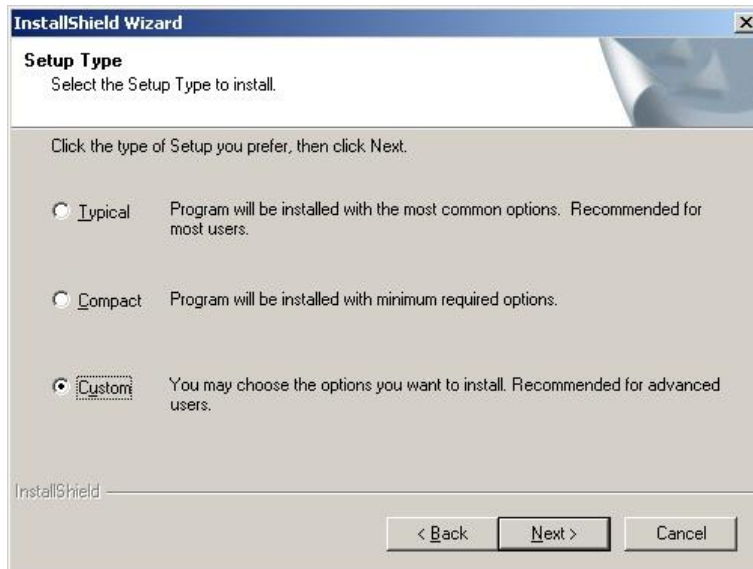 InstallShield Wizard
Setup Type
Select the Setup Type to install.
Click the type of Setup you prefer, then click Next.
Typical
Program will be installed with the most common options.  Recommended for
most users.
Compact
Program will be installed with minimum required options.
Custom
You may choose the options you want to install. Recommended for advanced
users.
InstallShield
< Back
Next >
Cancel